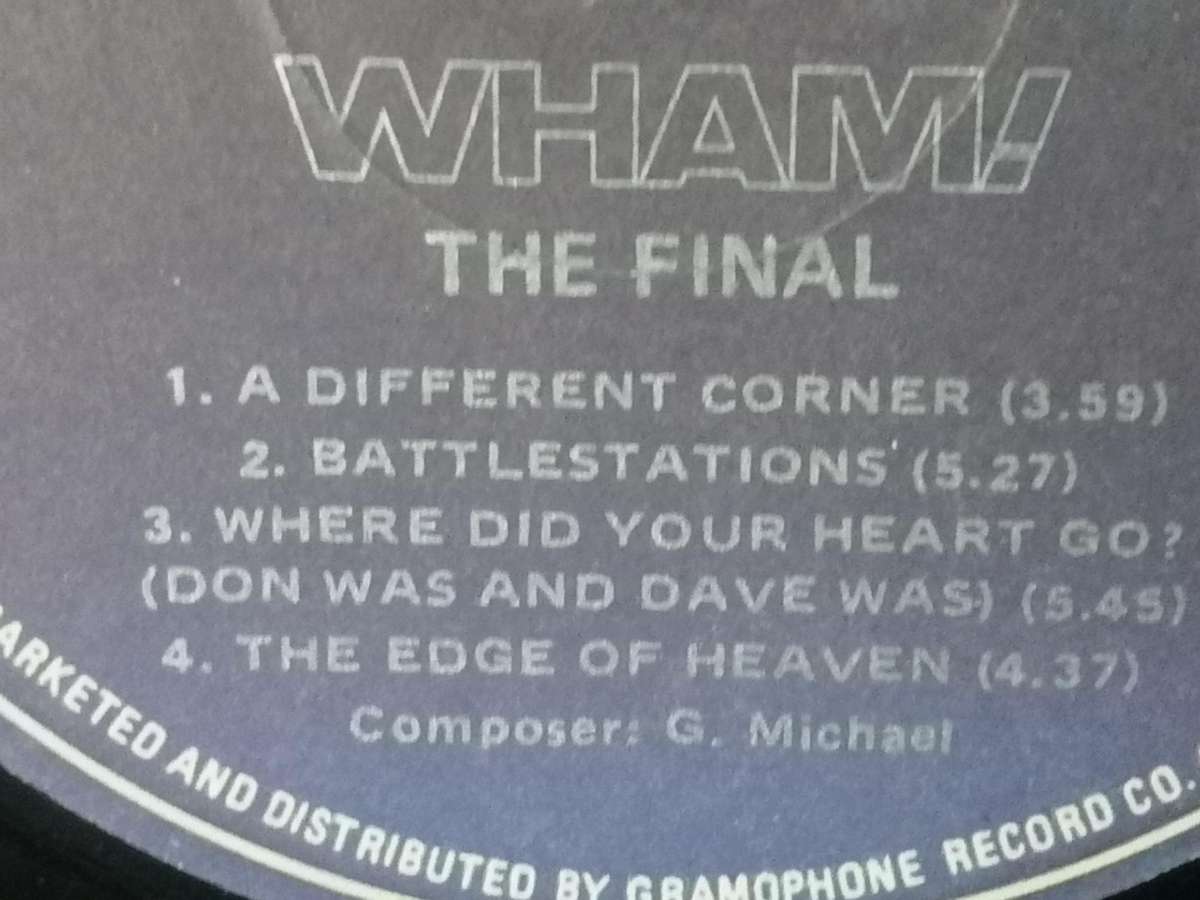 WHAM!
THE FINAL
1. A DIFFERENT CORNER (3.59)
2. BATTLESTATIONS (5.27)
3. WHERE DID YOUR HEART GO?
(DON WAS AND DAVE WAS) (5.45)
4. THE EDGE OF HEAVEN (4.37)
Composer: G. Michael
MARKETED AND DISTRIBUTED BY GRAMOPHONE RECORD CO.